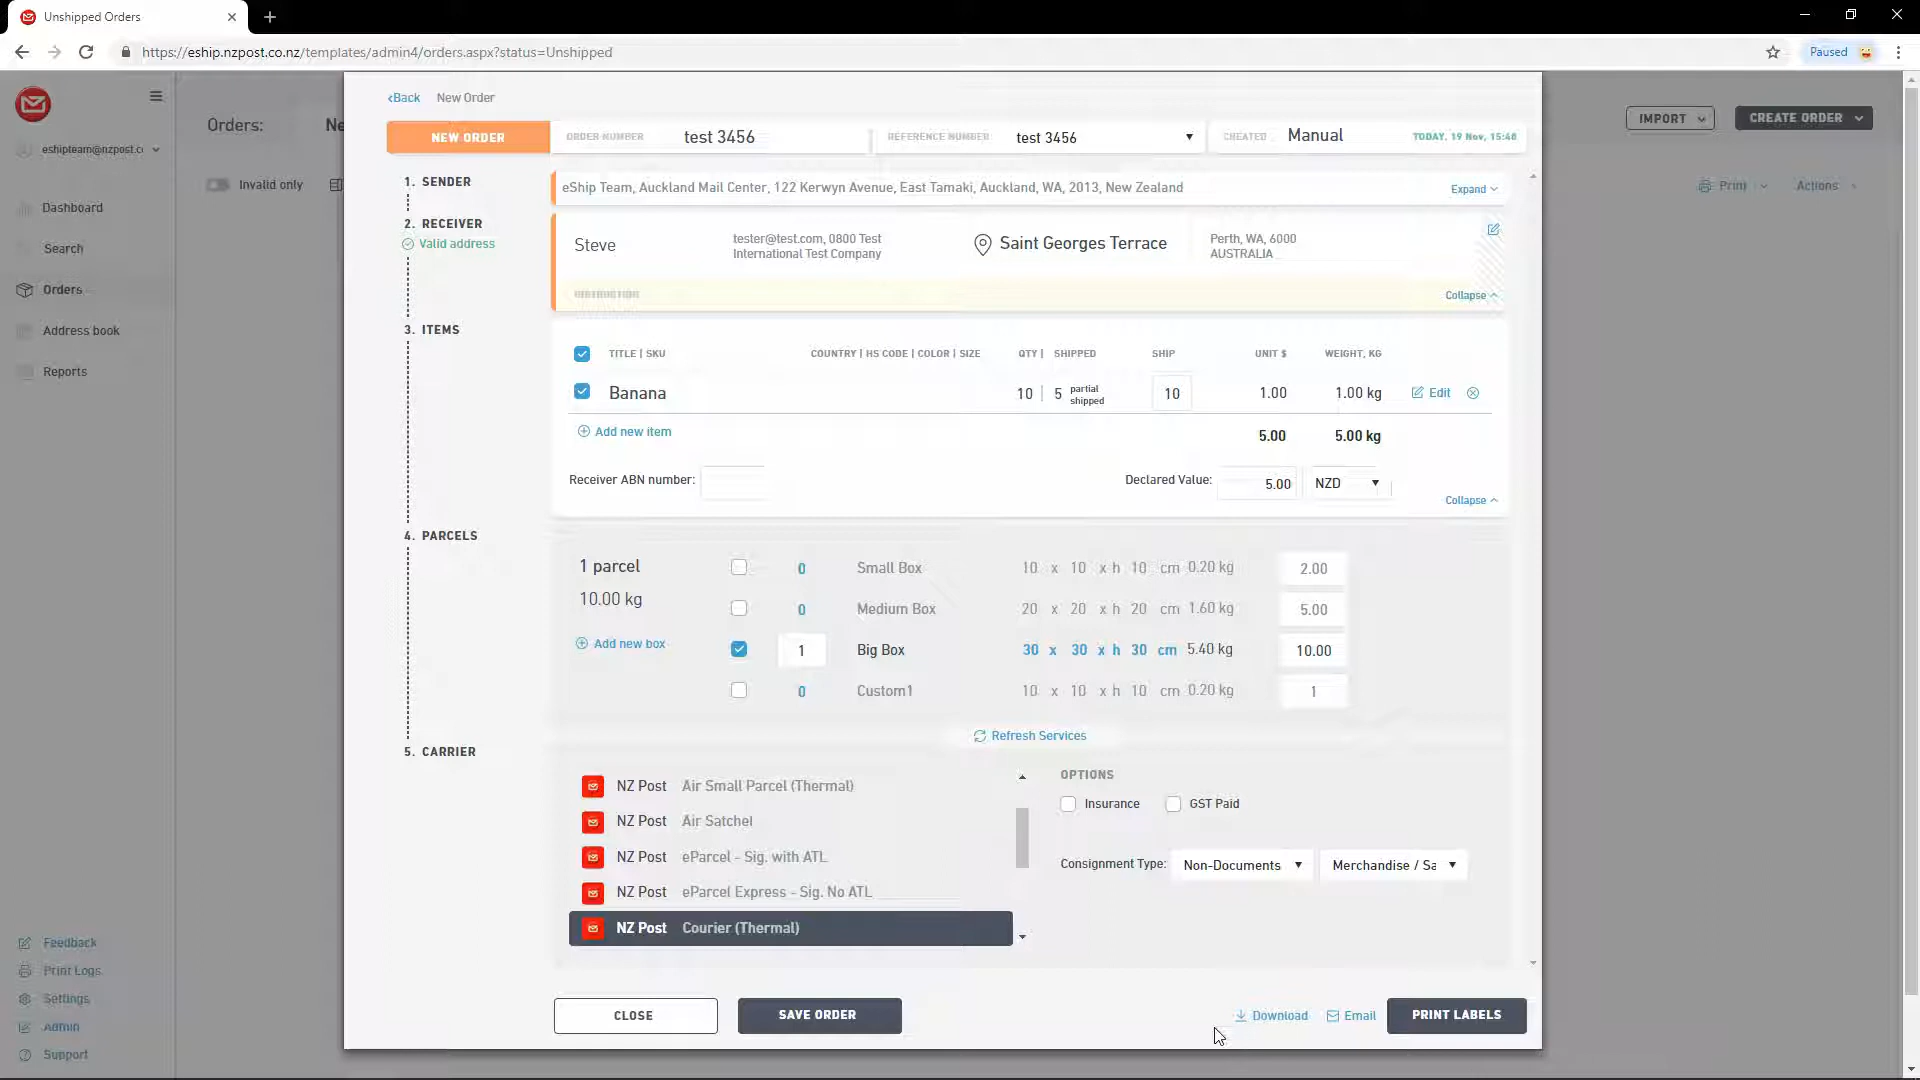 Unshipped Orders
https://eship.nzpost.co.nz/templates/admin4/orders.aspx?status=Unshipped
Paused
eshipteam@nzpost.cc
Dashboard
Search
Orders
Address book
Reports
Feedback
Print Logs
Settings
Admin
Support
Orders: Ne
Invalid only
IMPORT
CREATE ORDER
Print
Actions
‹Back New Order
NEW ORDER ORDER NUMBER test 3456 REFERENCE NUMBER test 3456 CREATED Manual TODAY, 19 Nov, 15:48
1. SENDER
eShip Team, Auckland Mail Center, 122 Kerwyn Avenue, East Tamaki, Auckland, WA, 2013, New Zealand Expand
2. RECEIVER
Valid address
Steve
tester@test.com, 0800 Test
International Test Company
Saint Georges Terrace
Perth, WA, 6000
AUSTRALIA
Collapse
3. ITEMS
TITLE | SKU COUNTRY | HS CODE | COLOR | SIZE QTY | SHIPPED SHIP UNIT $ WEIGHT, KG
Banana 10 | 5 partial shipped 10 1.00 1.00 kg Edit
Add new item 5.00 5.00 kg
Receiver ABN number: Declared Value: 5.00 NZD
Collapse
4. PARCELS
1 parcel
10.00 kg
Add new box
0 Small Box 10 x 10 x h 10 cm 0.20 kg 2.00
0 Medium Box 20 x 20 x h 20 cm 1.60 kg 5.00
1 Big Box 30 x 30 x h 30 cm 5.40 kg 10.00
0 Custom1 10 x 10 x h 10 cm 0.20 kg 1
Refresh Services
5. CARRIER
NZ Post Air Small Parcel (Thermal)
NZ Post Air Satchel
NZ Post eParcel - Sig. with ATL
NZ Post eParcel Express - Sig. No ATL
NZ Post Courier (Thermal)
OPTIONS
Insurance GST Paid
Consignment Type: Non-Documents Merchandise / Sa
CLOSE SAVE ORDER Download Email PRINT LABELS